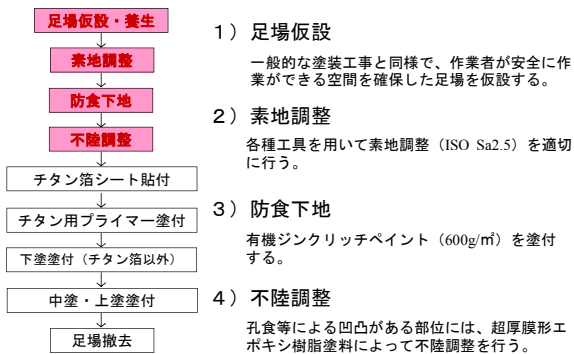 足場仮設・養生
素地調整
防食下地
不陸調整
チタン箔シート貼付
チタン用プライマー塗付
下塗塗付（チタン箔以外）
中塗・上塗塗付
足場撤去
１）足場仮設
一般的な塗装工事と同様で、作業者が安全に作
業ができる空間を確保した足場を仮設する。
２）素地調整
各種工具を用いて素地調整（ISO Sa2.5）を適切
に行う。
３）防食下地
有機ジンクリッチペイント（600g/㎡）を塗付
する。
４）不陸調整
孔食等による凹凸がある部位には、超厚膜形エ
ポキシ樹脂塗料によって不陸調整を行う。